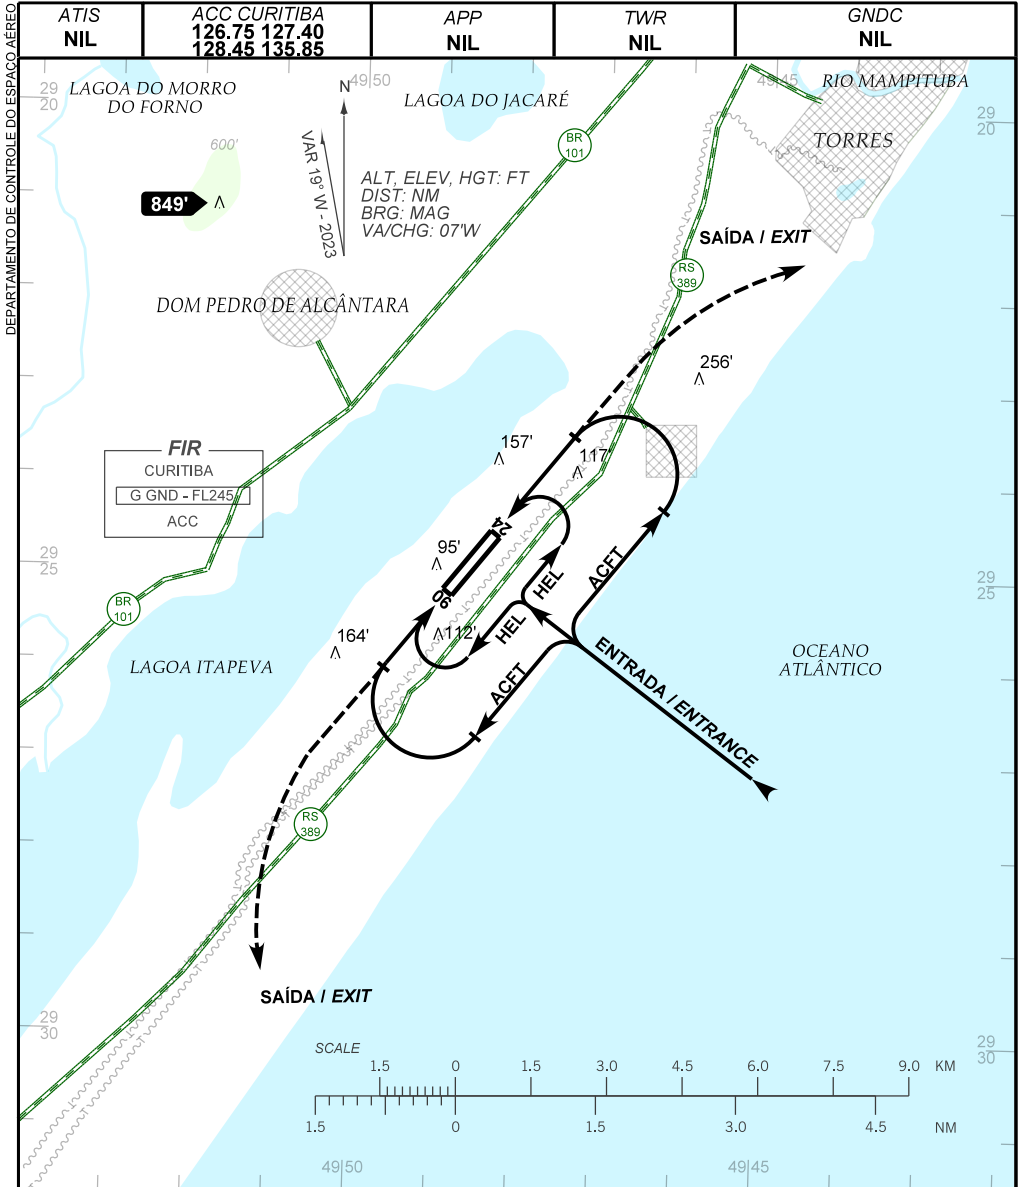 DEPARTAMENTO DE CONTROLE DO ESPAÇO AÉREO
ATIS
NIL
ACC CURITIBA
126.75 127.40
128.45 135.85
APP
NIL
TWR
NIL
GNDC
NIL
29
20
49 50
49 45
29
20
LAGOA DO MORRO
DO FORNO
LAGOA DO JACARÉ
RIO MAMPITUBA
TORRES
600'
849'
N
VAR 19° W - 2023
ALT, ELEV, HGT: FT
DIST: NM
BRG: MAG
VA/CHG: 07'W
BR
101
SAÍDA / EXIT
RS
389
DOM PEDRO DE ALCÂNTARA
256'
157'
117'
FIR
CURITIBA
G GND - FL245
ACC
24
29
25
95'
06
HEL
ACFT
29
25
BR
101
164'
112'
HEL
ACFT
LAGOA ITAPEVA
ENTRADA / ENTRANCE
OCEANO
ATLÂNTICO
RS
389
SAÍDA / EXIT
29
30
29
30
SCALE
1.5 0 1.5 3.0 4.5 6.0 7.5 9.0 KM
1.5 0 1.5 3.0 4.5 NM
49 50
49 45